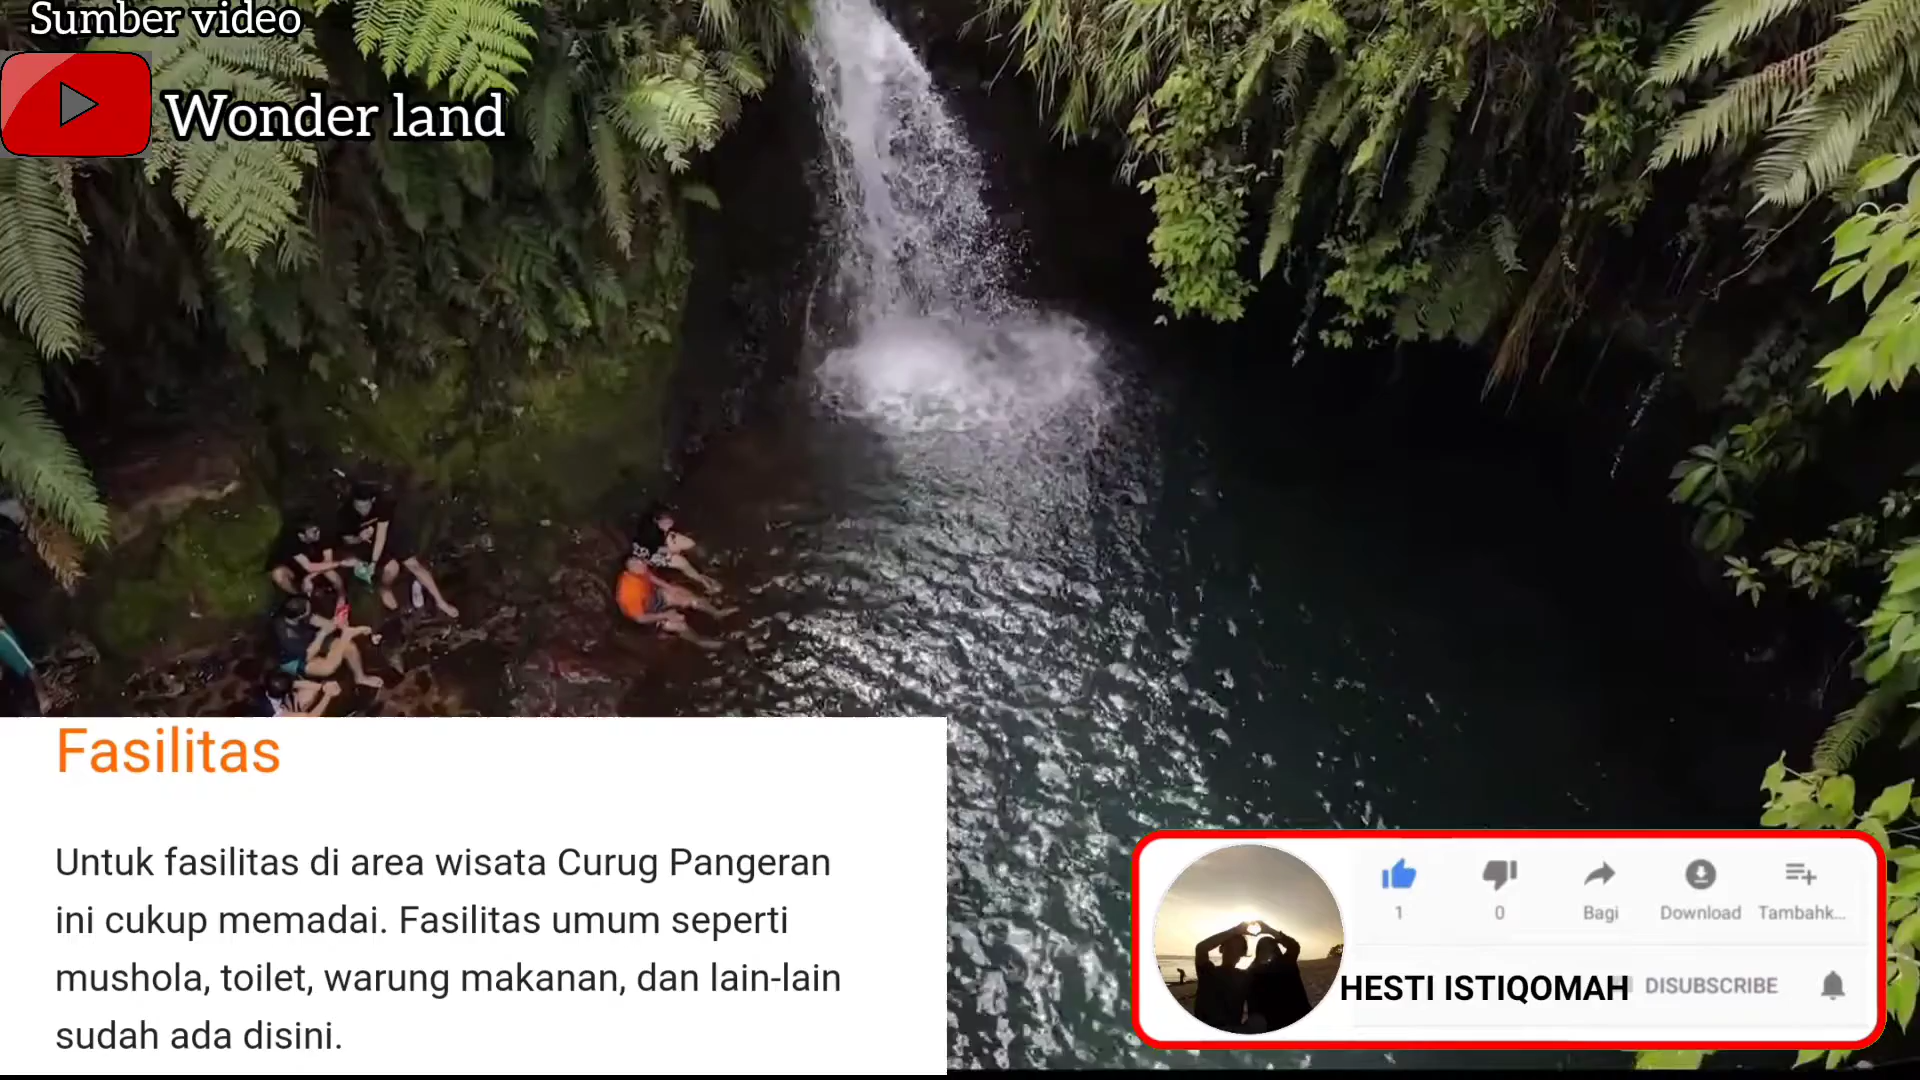 Sumber video
Wonder land
Fasilitas
Untuk fasilitas di area wisata Curug Pangeran
ini cukup memadai. Fasilitas umum seperti
mushola, toilet, warung makanan, dan lain-lain
sudah ada disini.
1
0
Bagi
Download
Tambahk...
HESTI ISTIQOMAH
DISUBSCRIBE